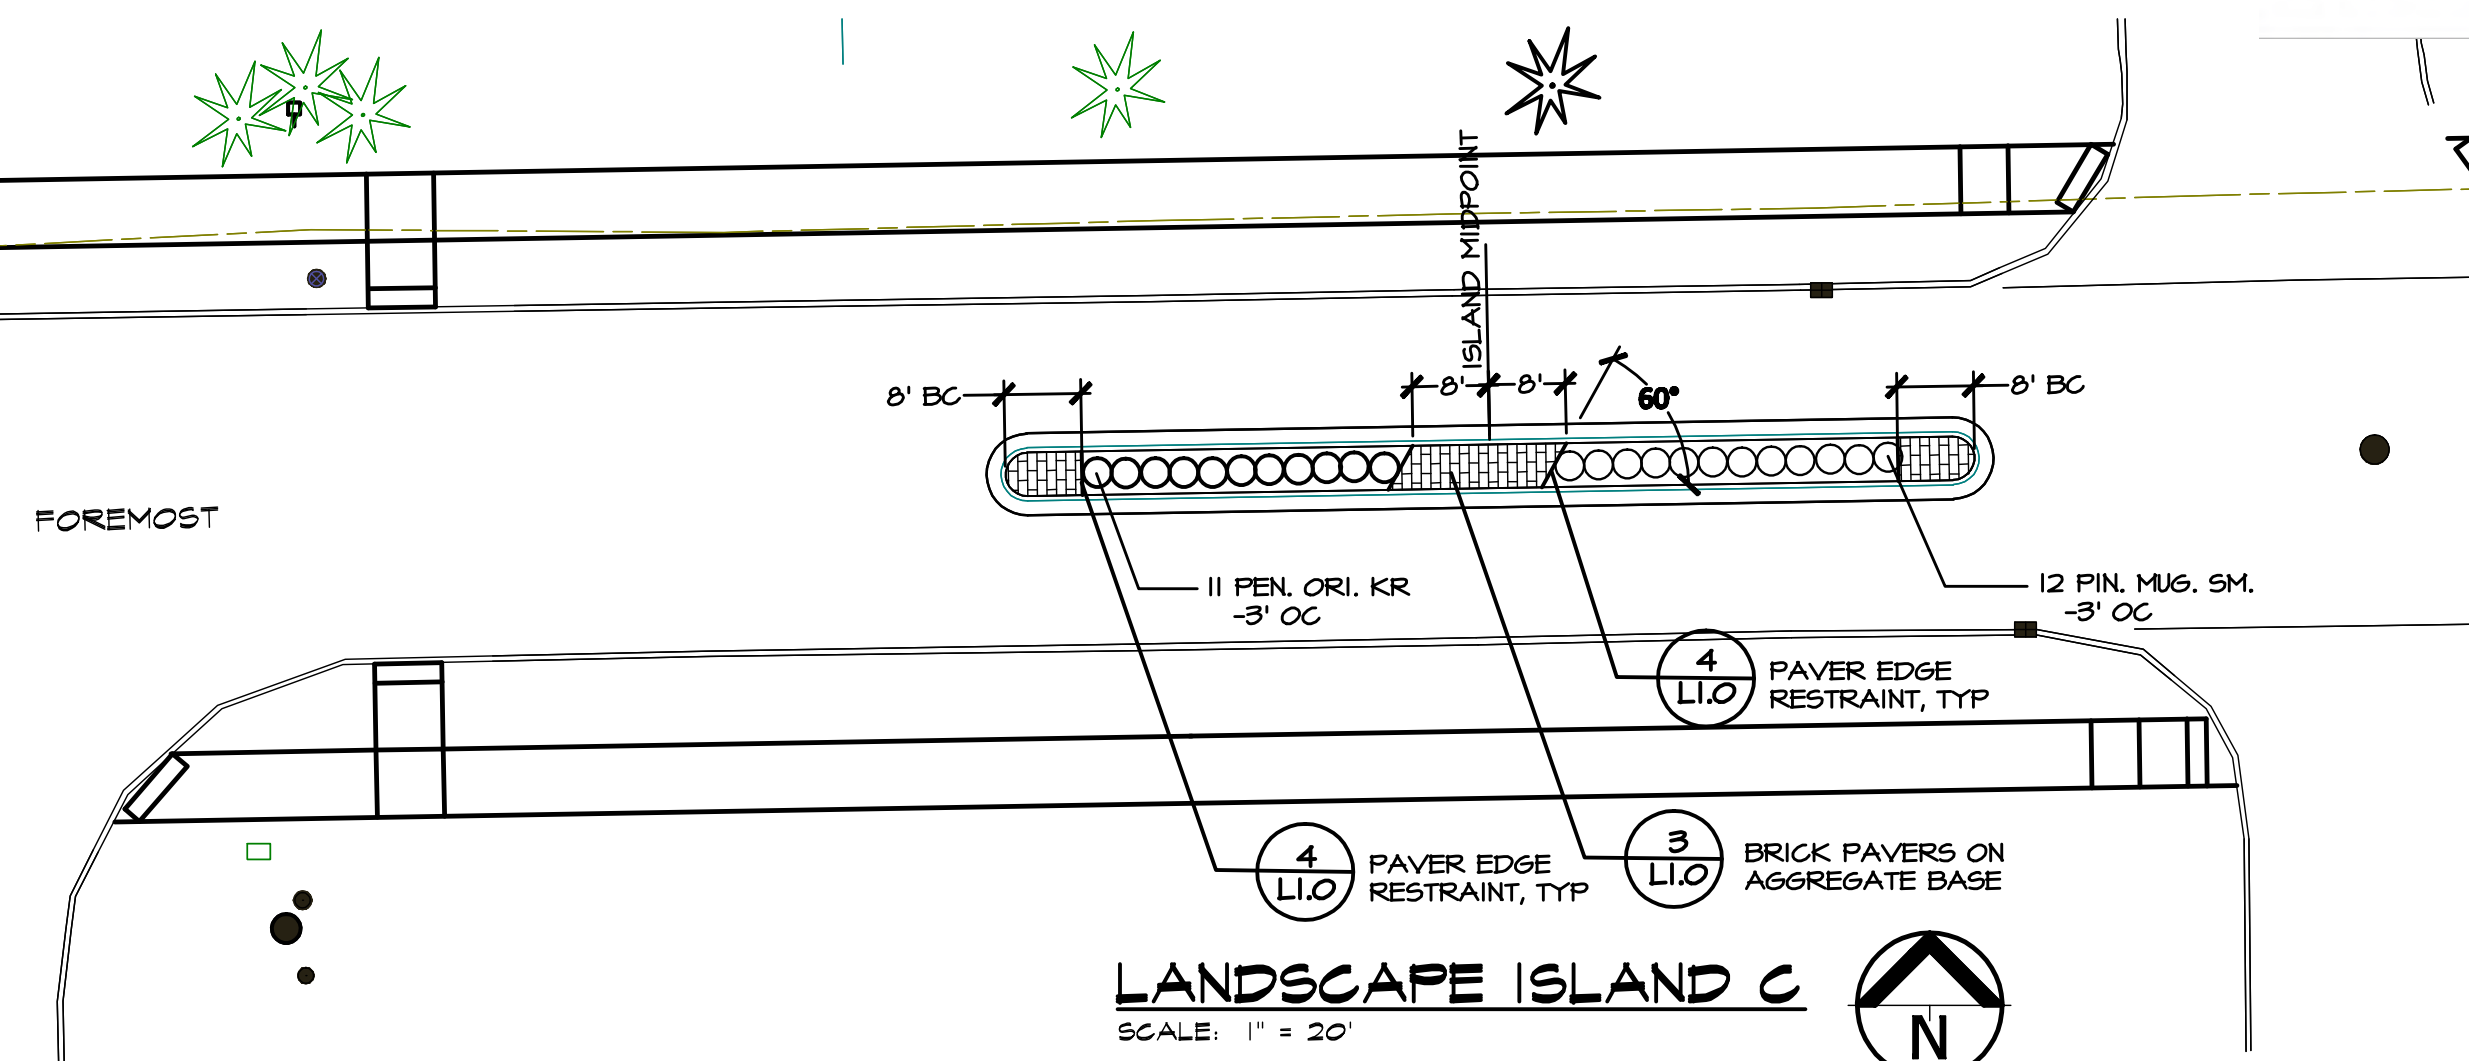 ISLAND MIDPOINT
8' BC
8'
8'
60°
8' BC
FOREMOST
11 PEN. ORI. KR
-3' OC
12 PIN. MUG. SM.
-3' OC
4
L1.0
PAVER EDGE
RESTRAINT, TYP
4
L1.0
PAVER EDGE
RESTRAINT, TYP
3
L1.0
BRICK PAVERS ON
AGGREGATE BASE
LANDSCAPE ISLAND C
SCALE: 1" = 20'
N